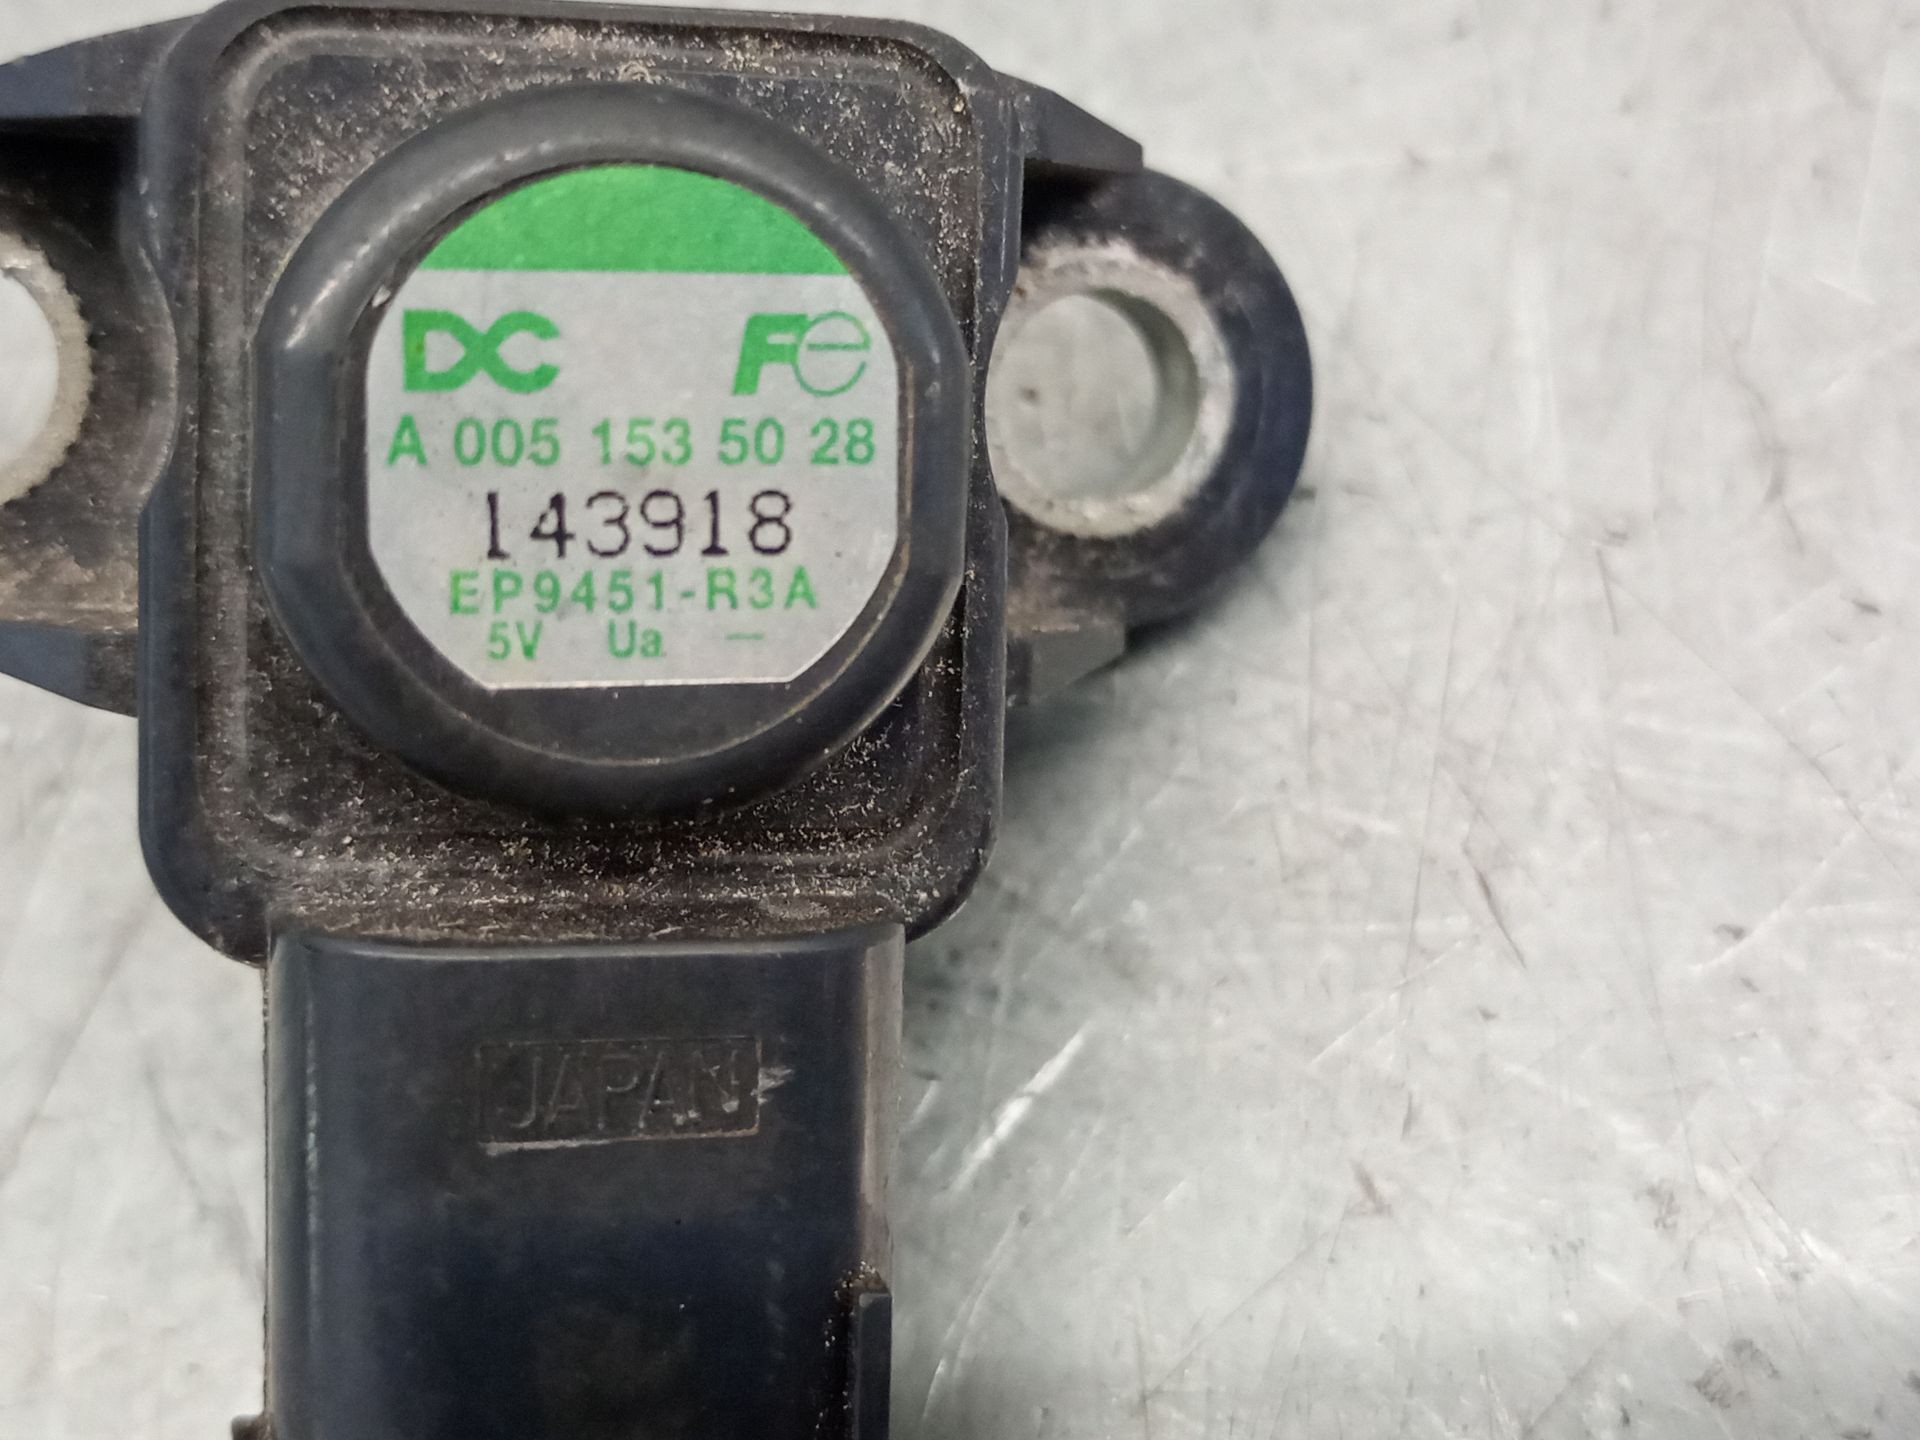 DC Fe
A 005 153 50 28
143918
EP9451-R3A
5V Ua –
JAPAN